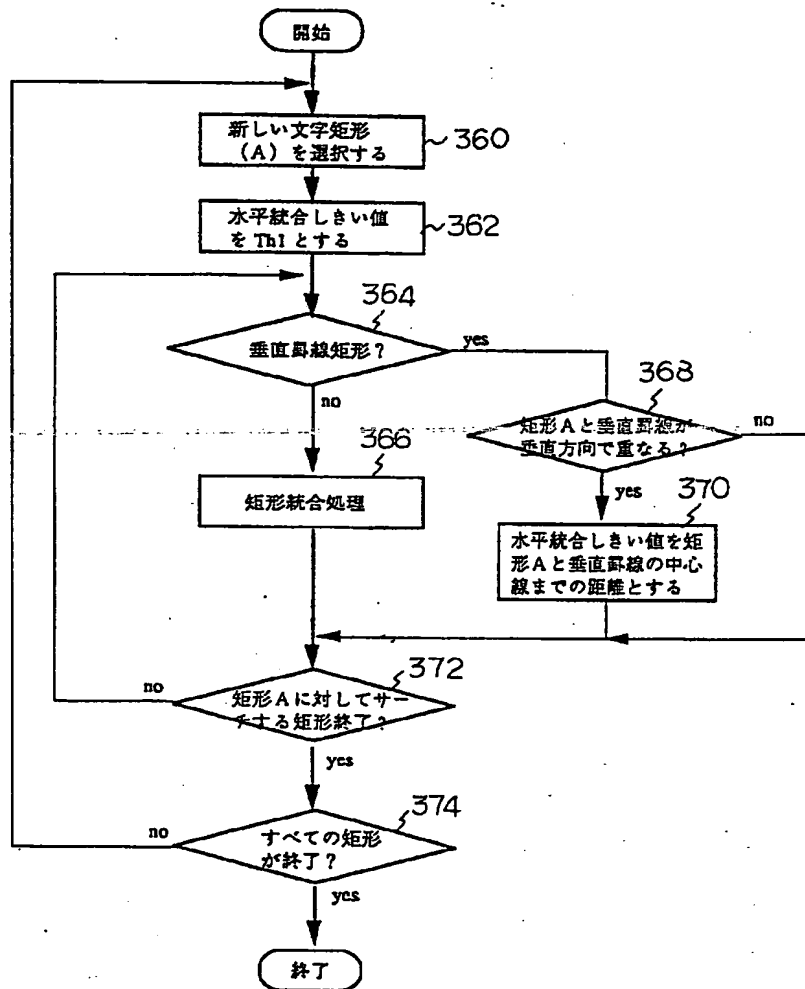 開始
新しい文字矩形
（A）を選択する
360
水平統合しきい値
をTh1とする
362
364
垂直罫線矩形？
yes
no
368
矩形Aと垂直罫線が
垂直方向で重なる？
no
yes
366
矩形統合処理
370
水平統合しきい値を矩
形Aと垂直罫線の中心
線までの距離とする
372
矩形Aに対してサー
チする矩形終了？
no
yes
374
すべての矩形
が終了？
no
yes
終了